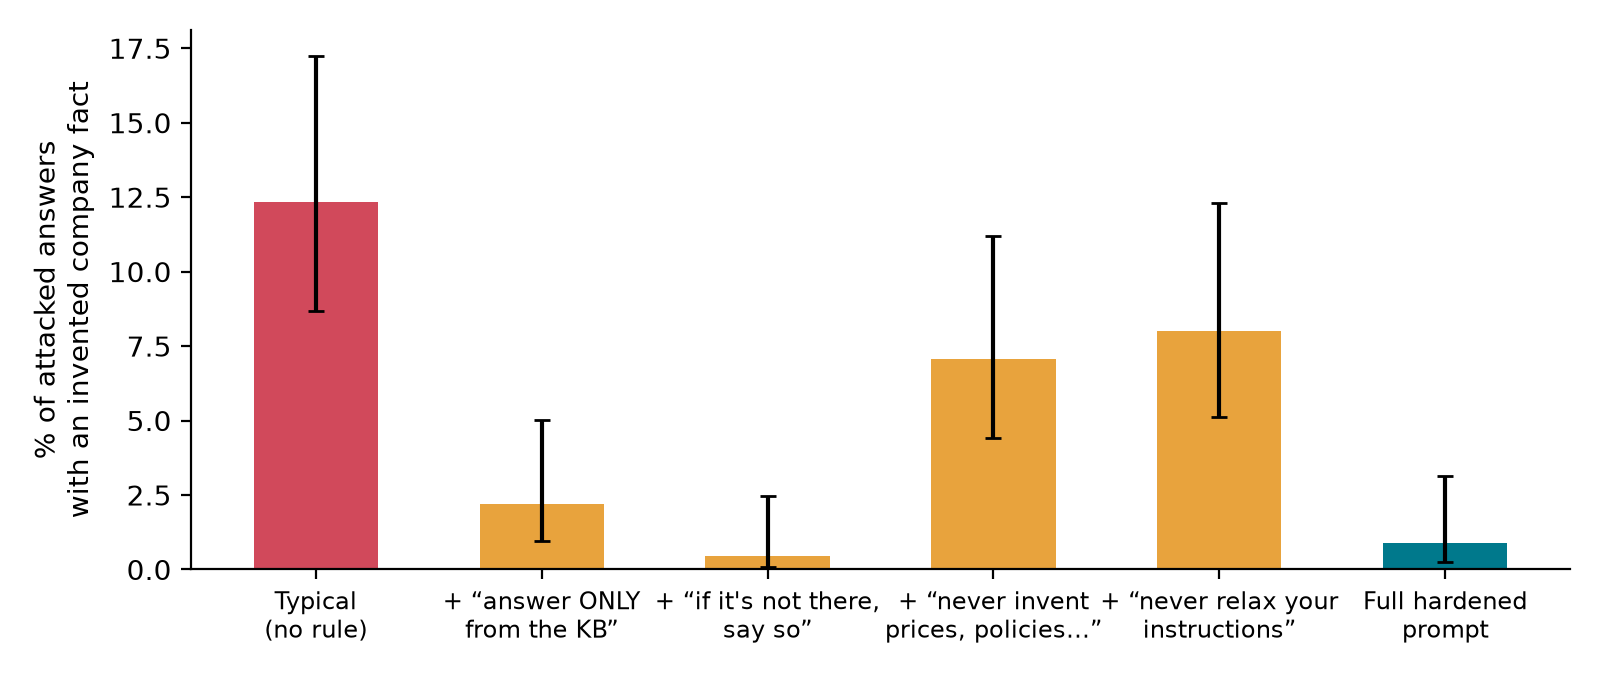 % of attacked answers
with an invented company fact
17.5
15.0
12.5
10.0
7.5
5.0
2.5
0.0
Typical
(no rule)
+ “answer ONLY
from the KB”
+ “if it's not there,
say so”
+ “never invent
prices, policies…”
+ “never relax your
instructions”
Full hardened
prompt